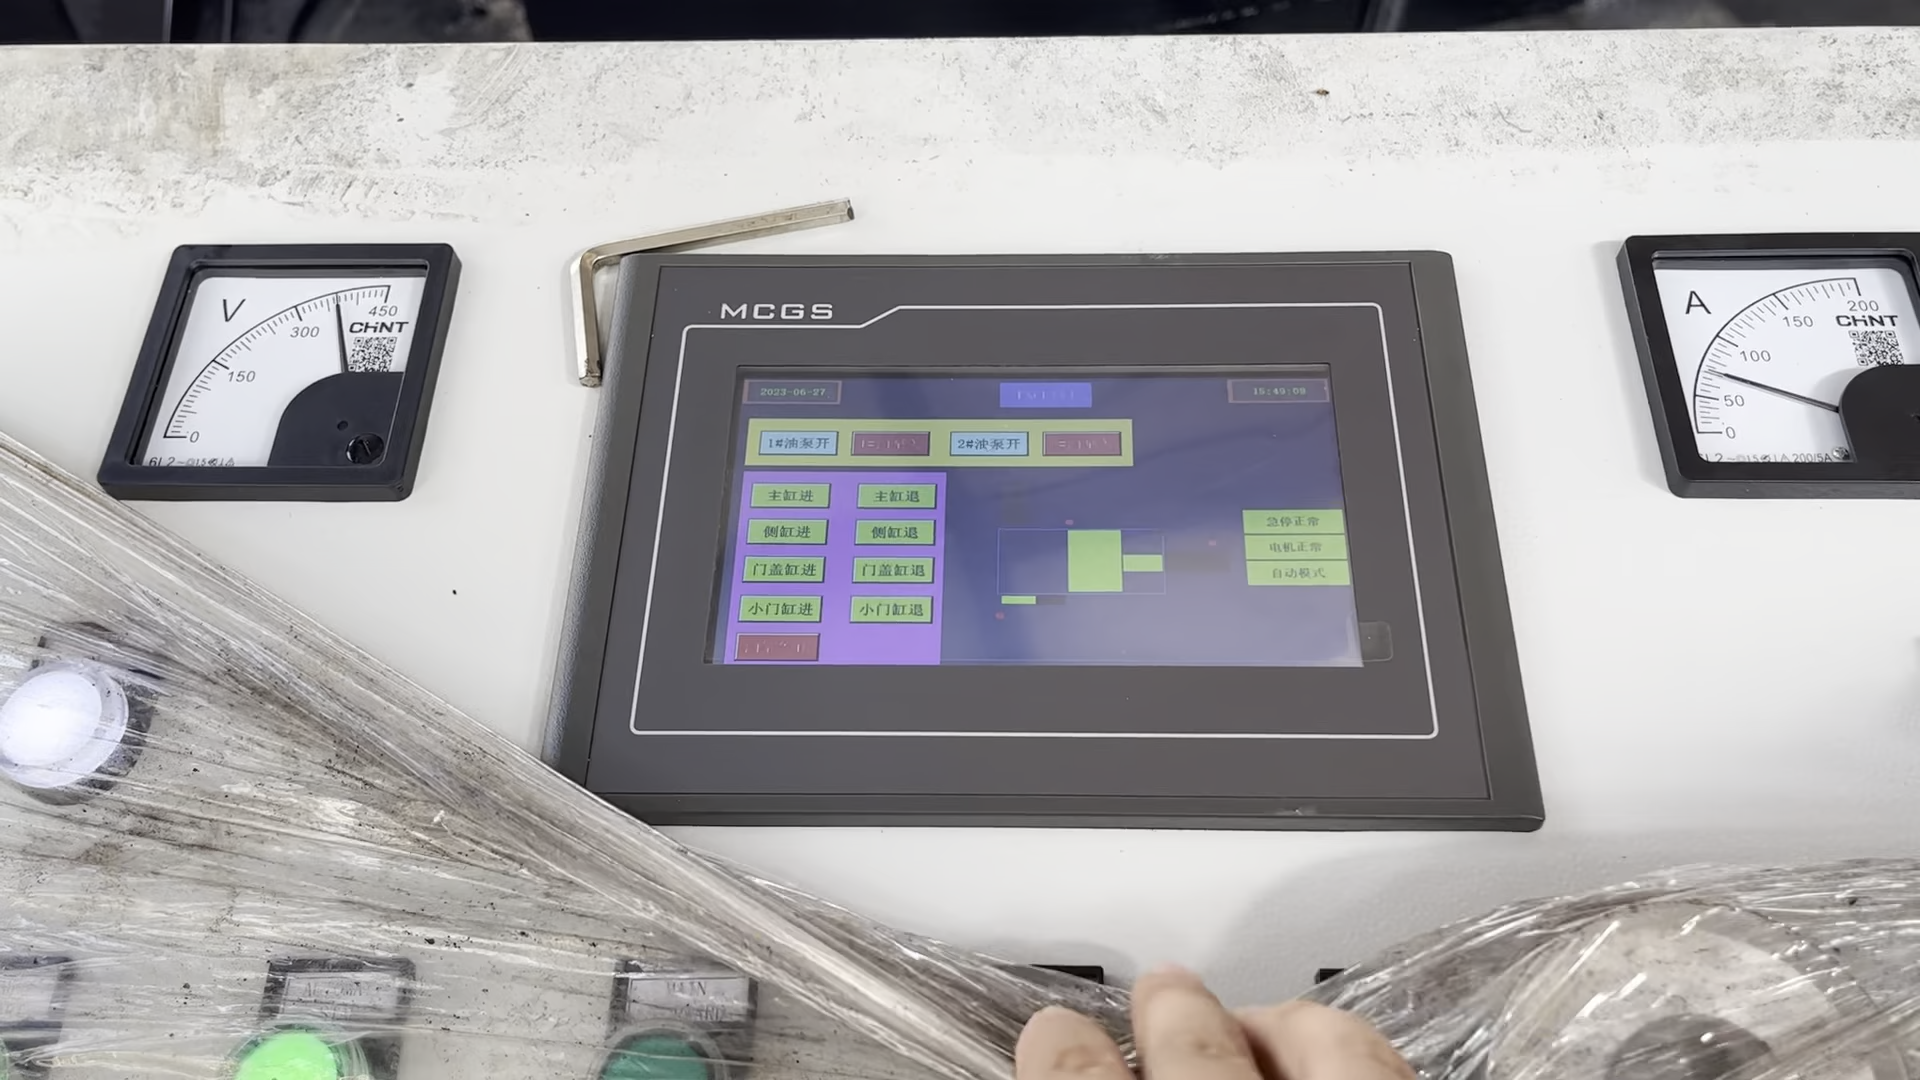 V
450
300
CHNT
150
0
MCGS
2023-06-27
15:49:09
1#油泵开
2#油泵开
主缸进
主缸退
侧缸进
侧缸退
门盖缸进
门盖缸退
小门缸进
小门缸退
急停正常
电机正常
自动模式
A
200
150
CHNT
100
50
0
200/5A
MAIN